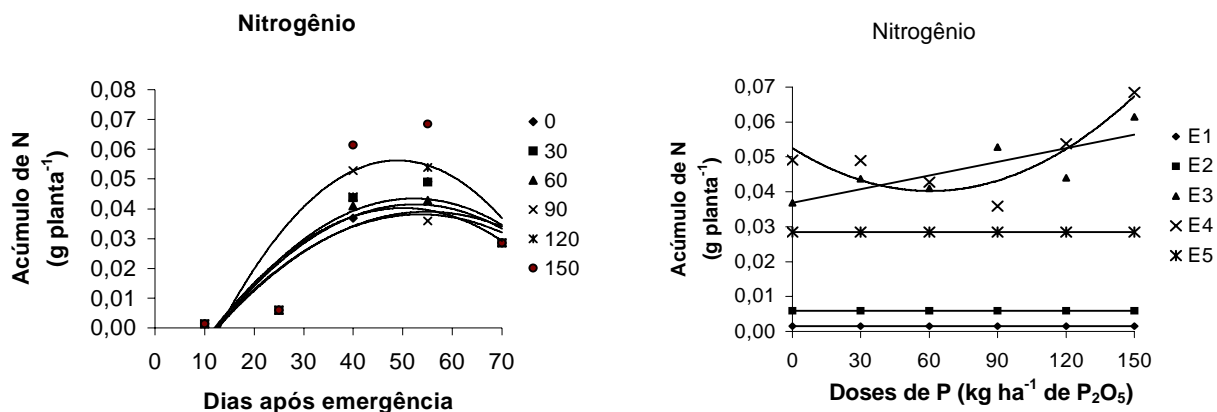 Nitrogênio
Acúmulo de N
(g planta⁻¹)
0,08
0,07
0,06
0,05
0,04
0,03
0,02
0,01
0,00
0 10 20 30 40 50 60 70
Dias após emergência
0
30
60
90
120
150
Nitrogênio
Acúmulo de N
(g planta⁻¹)
0,07
0,06
0,05
0,04
0,03
0,02
0,01
0,00
0 30 60 90 120 150
Doses de P (kg ha⁻¹ de P₂O₅)
E1
E2
E3
E4
E5